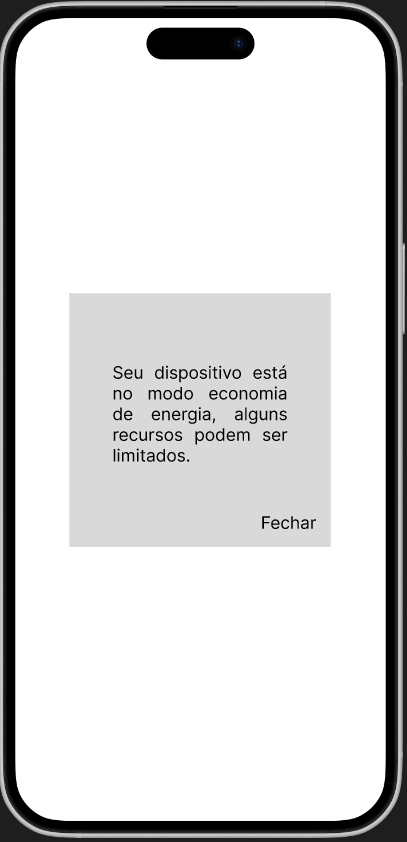 Seu dispositivo está
no modo economia
de energia, alguns
recursos podem ser
limitados.
Fechar